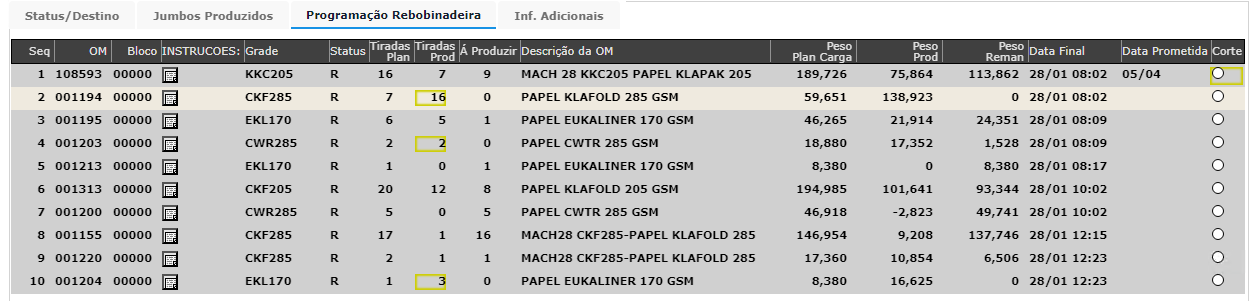 Status/Destino Jumbos Produzidos Programação Rebobinadeira Inf. Adicionais
Seq OM Bloco INSTRUCOES: Grade Status Tiradas Plan Tiradas Prod Á Produzir Descrição da OM Peso Plan Carga Peso Prod Peso Reman Data Final Data Prometida Corte
1 108593 00000 KKC205 R 16 7 9 MACH 28 KKC205 PAPEL KLAPAK 205 189,726 75,864 113,862 28/01 08:02 05/04
2 001194 00000 CKF285 R 7 16 0 PAPEL KLAFOLD 285 GSM 59,651 138,923 0 28/01 08:02
3 001195 00000 EKL170 R 6 5 1 PAPEL EUKALINER 170 GSM 46,265 21,914 24,351 28/01 08:09
4 001203 00000 CWR285 R 2 2 0 PAPEL CWTR 285 GSM 18,880 17,352 1,528 28/01 08:09
5 001213 00000 EKL170 R 1 0 1 PAPEL EUKALINER 170 GSM 8,380 0 8,380 28/01 08:17
6 001313 00000 CKF205 R 20 12 8 PAPEL KLAFOLD 205 GSM 194,985 101,641 93,344 28/01 10:02
7 001200 00000 CWR285 R 5 0 5 PAPEL CWTR 285 GSM 46,918 -2,823 49,741 28/01 10:02
8 001155 00000 CKF285 R 17 1 16 MACH28 CKF285-PAPEL KLAFOLD 285 146,954 9,208 137,746 28/01 12:15
9 001220 00000 CKF285 R 2 1 1 MACH28 CKF285-PAPEL KLAFOLD 285 17,360 10,854 6,506 28/01 12:23
10 001204 00000 EKL170 R 1 3 0 PAPEL EUKALINER 170 GSM 8,380 16,625 0 28/01 12:23